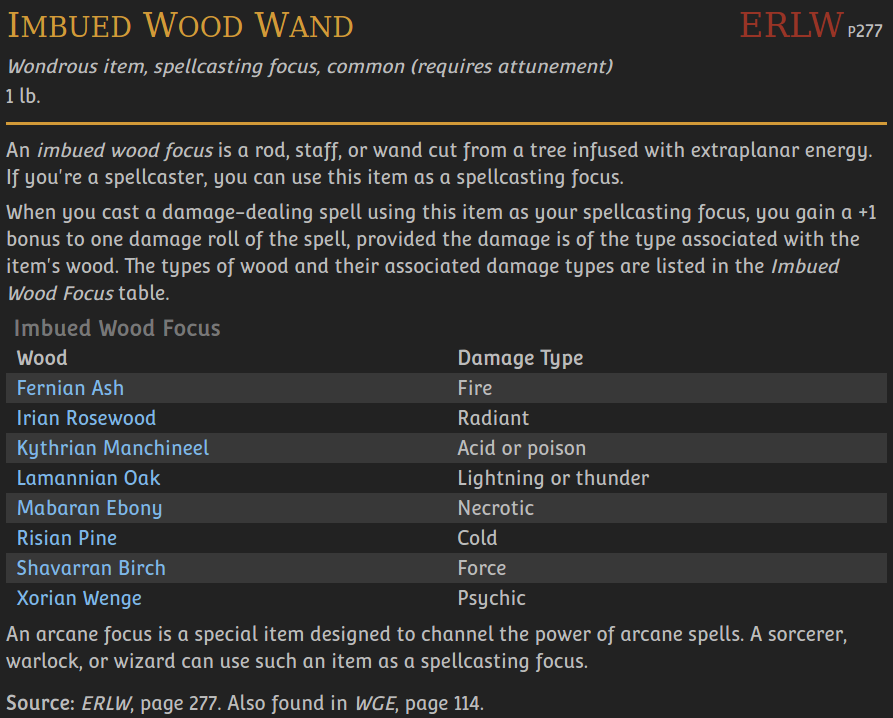 IMBUED WOOD WAND ERLW P277
Wondrous item, spellcasting focus, common (requires attunement)
1 lb.
An imbued wood focus is a rod, staff, or wand cut from a tree infused with extraplanar energy.
If you're a spellcaster, you can use this item as a spellcasting focus.
When you cast a damage-dealing spell using this item as your spellcasting focus, you gain a +1
bonus to one damage roll of the spell, provided the damage is of the type associated with the
item's wood. The types of wood and their associated damage types are listed in the Imbued
Wood Focus table.
Imbued Wood Focus
Wood Damage Type
Fernian Ash Fire
Irian Rosewood Radiant
Kythrian Manchineel Acid or poison
Lamannian Oak Lightning or thunder
Mabaran Ebony Necrotic
Risian Pine Cold
Shavarran Birch Force
Xorian Wenge Psychic
An arcane focus is a special item designed to channel the power of arcane spells. A sorcerer,
warlock, or wizard can use such an item as a spellcasting focus.
Source: ERLW, page 277. Also found in WGE, page 114.